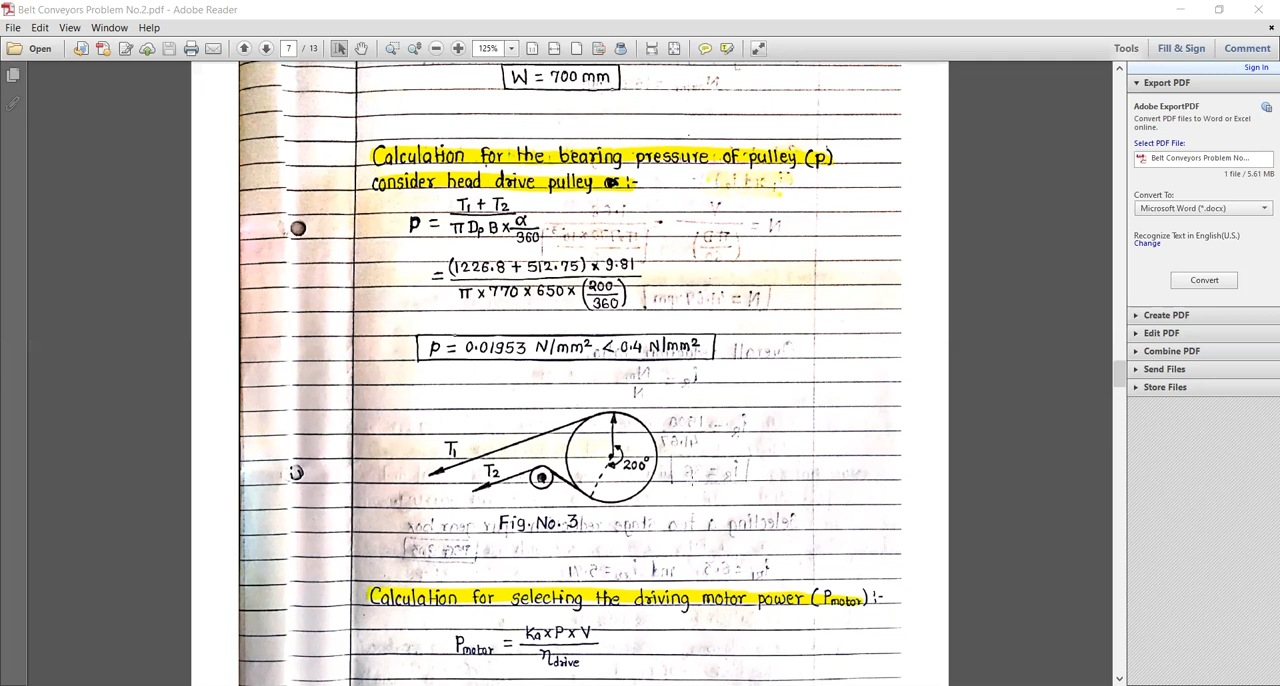 Belt Conveyors Problem No.2.pdf - Adobe Reader
File Edit View Window Help
Open 7 / 13 125% Tools Fill & Sign Comment
Sign In
Export PDF
Adobe ExportPDF
Convert PDF files to Word or Excel
online.
Select PDF File:
Belt Conveyors Problem No...
1 file / 5.61 MB
Convert To:
Microsoft Word (*.docx)
Recognize Text in English(U.S.)
Change
Convert
Create PDF
Edit PDF
Combine PDF
Send Files
Store Files
W = 700 mm
Calculation for the bearing pressure of pulley (p)
consider head drive pulley :-
p = T₁ + T₂ / π Dp B × α/360
= (1226.8 + 512.75) × 9.81 / π × 770 × 650 × (200/360)
p = 0.01953 N/mm² < 0.4 N/mm²
T₁
T₂
200°
Fig. No. 3
Calculation for selecting the driving motor power (Pmotor) :-
Pmotor = Ka × P × V / ηdrive